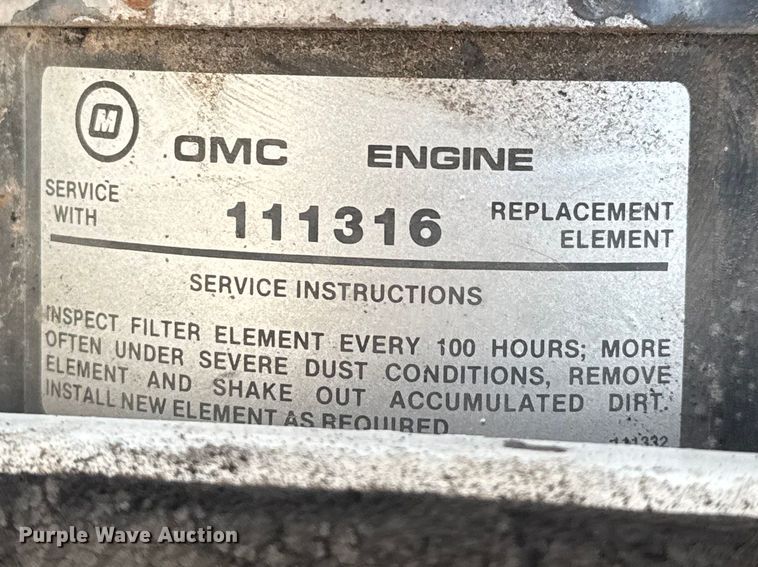 M
OMC ENGINE
SERVICE WITH 111316 REPLACEMENT ELEMENT
SERVICE INSTRUCTIONS
INSPECT FILTER ELEMENT EVERY 100 HOURS; MORE
OFTEN UNDER SEVERE DUST CONDITIONS, REMOVE
ELEMENT AND SHAKE OUT ACCUMULATED DIRT.
INSTALL NEW ELEMENT AS REQUIRED
111332
Purple Wave Auction